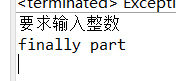 <terminated> Excepti
要求输入整数
finally part